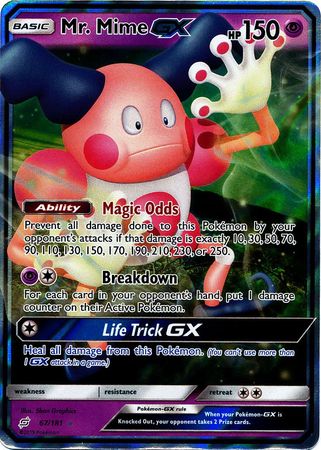 BASIC Mr. Mime GX HP 150
Ability Magic Odds
Prevent all damage done to this Pokémon by your
opponent's attacks if that damage is exactly 10, 30, 50, 70,
90, 110, 130, 150, 170, 190, 210, 230, or 250.
Breakdown
For each card in your opponent's hand, put 1 damage
counter on their Active Pokémon.
Life Trick GX
Heal all damage from this Pokémon. (You can't use more than
1 GX attack in a game.)
weakness resistance retreat
Illus. 5ban Graphics
Pokémon-GX rule
When your Pokémon-GX is
Knocked Out, your opponent takes 2 Prize cards.
67/181
©2019 Pokémon